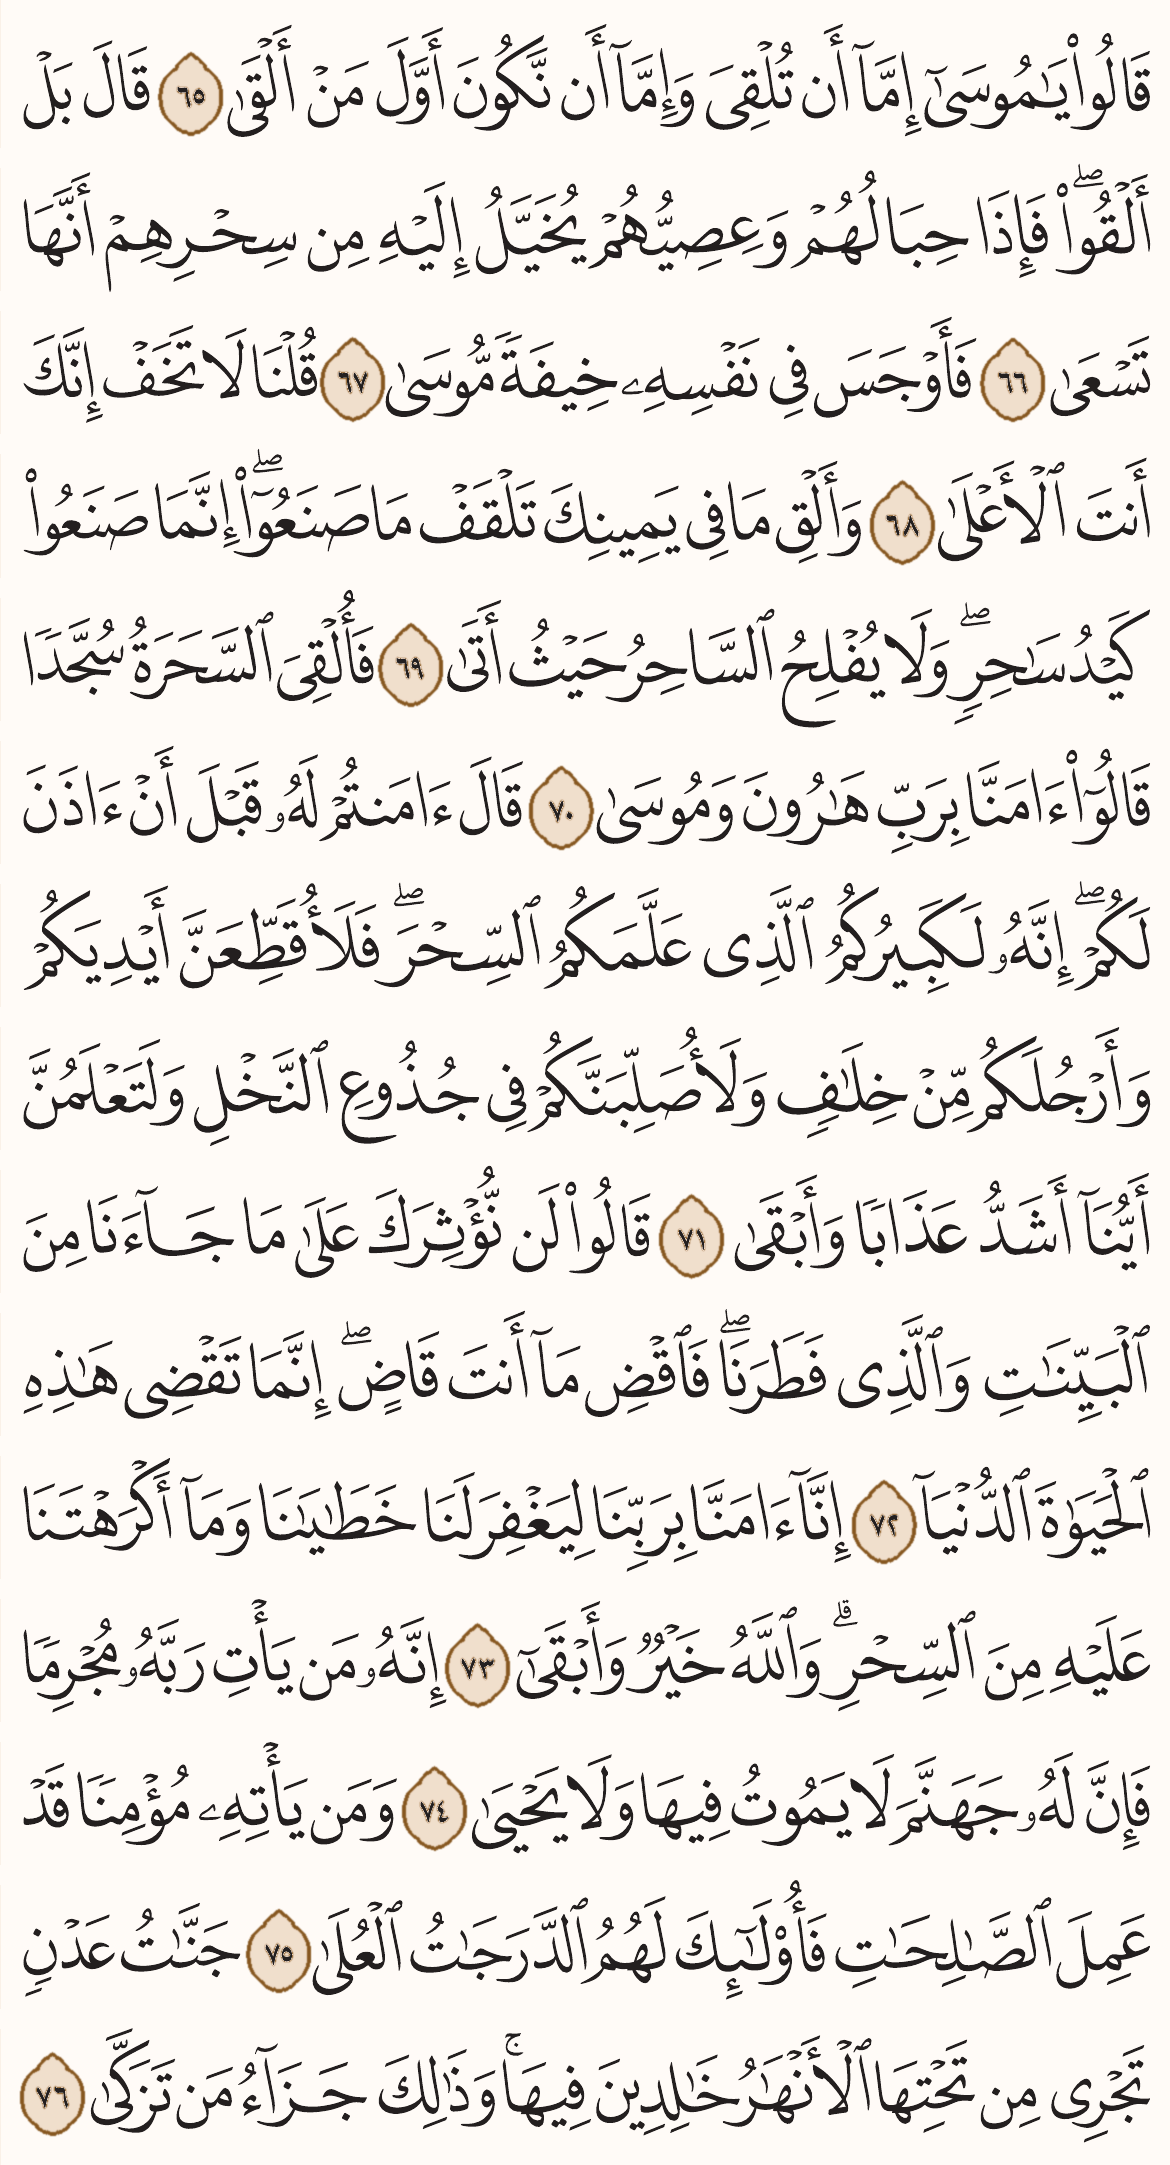 قَالُوا۟ يَـٰمُوسَىٰٓ إِمَّآ أَن تُلْقِىَ وَإِمَّآ أَن نَّكُونَ أَوَّلَ مَنْ أَلْقَىٰ ٦٥ قَالَ بَلْ
أَلْقُوا۟ ۖ فَإِذَا حِبَالُهُمْ وَعِصِيُّهُمْ يُخَيَّلُ إِلَيْهِ مِن سِحْرِهِمْ أَنَّهَا
تَسْعَىٰ ٦٦ فَأَوْجَسَ فِى نَفْسِهِۦ خِيفَةً مُّوسَىٰ ٦٧ قُلْنَا لَا تَخَفْ إِنَّكَ
أَنتَ ٱلْأَعْلَىٰ ٦٨ وَأَلْقِ مَا فِى يَمِينِكَ تَلْقَفْ مَا صَنَعُوٓا۟ ۖ إِنَّمَا صَنَعُوا۟
كَيْدُ سَـٰحِرٍ ۖ وَلَا يُفْلِحُ ٱلسَّاحِرُ حَيْثُ أَتَىٰ ٦٩ فَأُلْقِىَ ٱلسَّحَرَةُ سُجَّدًا
قَالُوٓا۟ ءَامَنَّا بِرَبِّ هَـٰرُونَ وَمُوسَىٰ ٧٠ قَالَ ءَامَنتُمْ لَهُۥ قَبْلَ أَنْ ءَاذَنَ
لَكُمْ ۖ إِنَّهُۥ لَكَبِيرُكُمُ ٱلَّذِى عَلَّمَكُمُ ٱلسِّحْرَ ۖ فَلَأُقَطِّعَنَّ أَيْدِيَكُمْ
وَأَرْجُلَكُم مِّنْ خِلَـٰفٍ وَلَأُصَلِّبَنَّكُمْ فِى جُذُوعِ ٱلنَّخْلِ وَلَتَعْلَمُنَّ
أَيُّنَآ أَشَدُّ عَذَابًا وَأَبْقَىٰ ٧١ قَالُوا۟ لَن نُّؤْثِرَكَ عَلَىٰ مَا جَآءَنَا مِنَ
ٱلْبَيِّنَـٰتِ وَٱلَّذِى فَطَرَنَا ۖ فَٱقْضِ مَآ أَنتَ قَاضٍ ۖ إِنَّمَا تَقْضِى هَـٰذِهِ
ٱلْحَيَوٰةَ ٱلدُّنْيَآ ٧٢ إِنَّآ ءَامَنَّا بِرَبِّنَا لِيَغْفِرَ لَنَا خَطَـٰيَـٰنَا وَمَآ أَكْرَهْتَنَا
عَلَيْهِ مِنَ ٱلسِّحْرِ ۗ وَٱللَّهُ خَيْرٌ وَأَبْقَىٰٓ ٧٣ إِنَّهُۥ مَن يَأْتِ رَبَّهُۥ مُجْرِمًا
فَإِنَّ لَهُۥ جَهَنَّمَ لَا يَمُوتُ فِيهَا وَلَا يَحْيَىٰ ٧٤ وَمَن يَأْتِهِۦ مُؤْمِنًا قَدْ
عَمِلَ ٱلصَّـٰلِحَـٰتِ فَأُو۟لَـٰٓئِكَ لَهُمُ ٱلدَّرَجَـٰتُ ٱلْعُلَىٰ ٧٥ جَنَّـٰتُ عَدْنٍ
تَجْرِى مِن تَحْتِهَا ٱلْأَنْهَـٰرُ خَـٰلِدِينَ فِيهَا ۚ وَذَٰلِكَ جَزَآءُ مَن تَزَكَّىٰ ٧٦